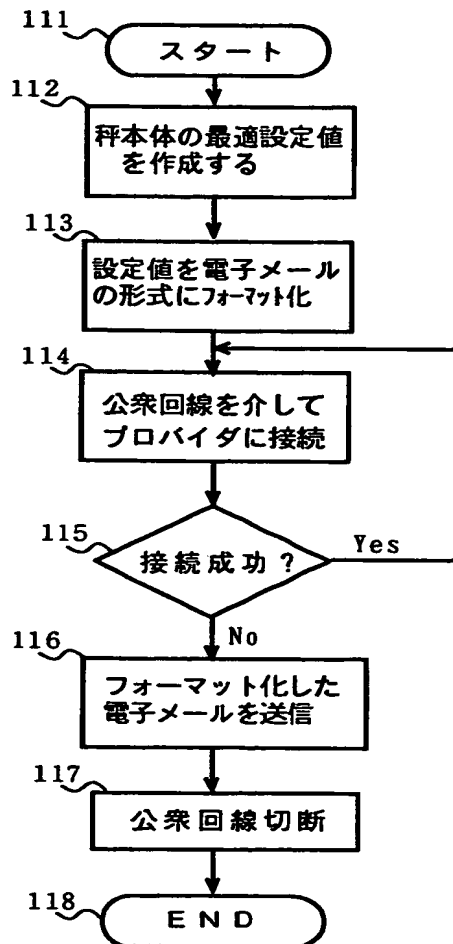 111
スタート
112
秤本体の最適設定値
を作成する
113
設定値を電子メール
の形式にフォーマット化
114
公衆回線を介して
プロバイダに接続
115
接続成功？
Yes
No
116
フォーマット化した
電子メールを送信
117
公衆回線切断
118
END